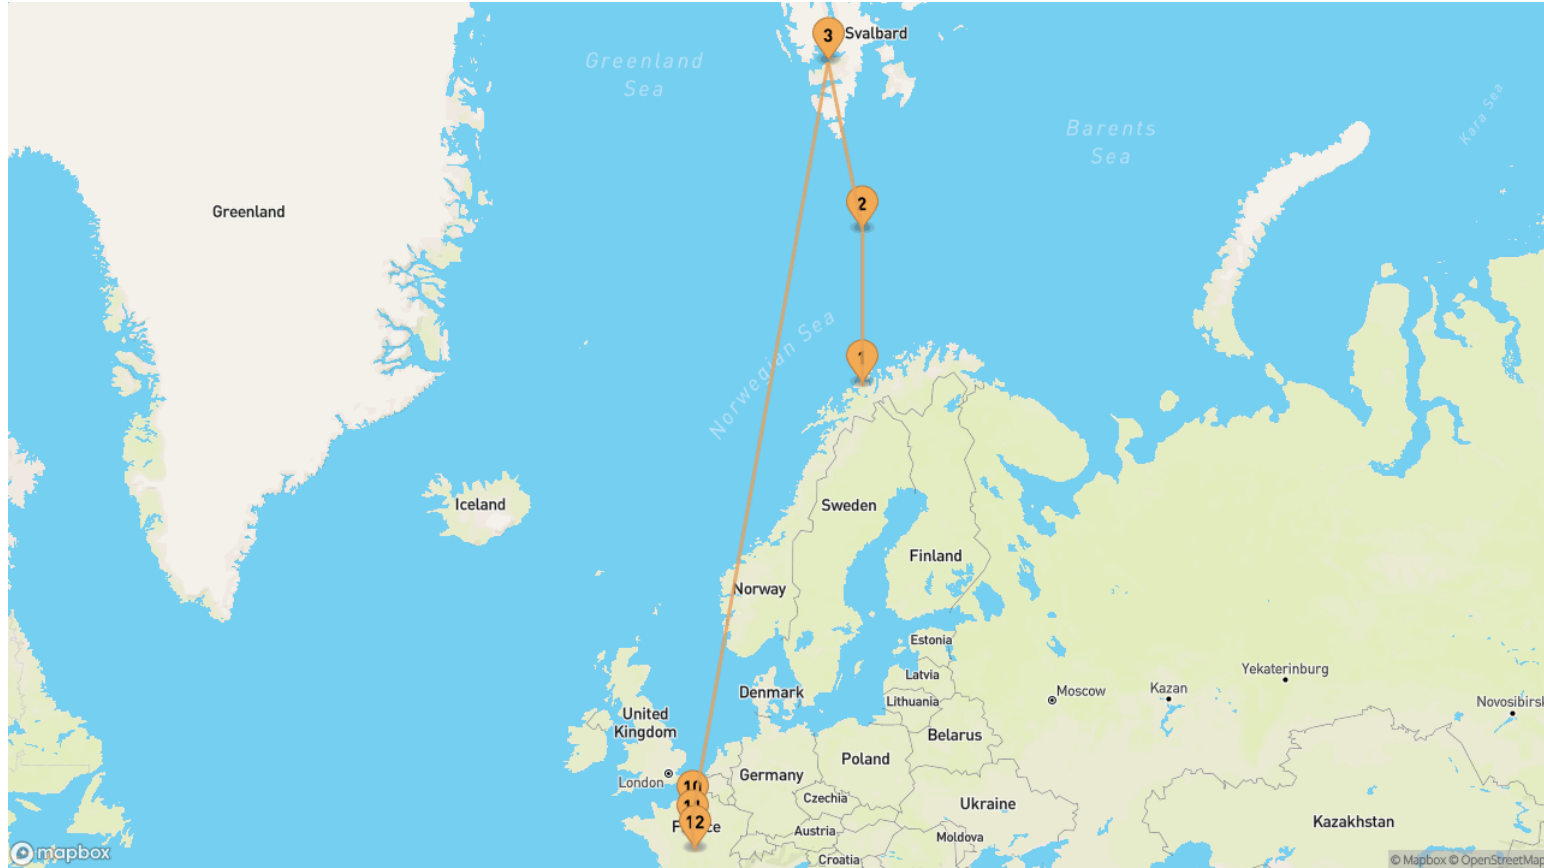 3
Svalbard
Greenland
Sea
Kara Sea
Barents
Sea
2
Greenland
Norwegian Sea
1
Iceland
Sweden
Finland
Norway
Estonia
Latvia
Lithuania
Yekaterinburg
Moscow
Kazan
Novosibirsk
Denmark
United
Kingdom
Belarus
Poland
London
Germany
10
Czechia
Ukraine
11
12
Austria
Moldova
Kazakhstan
Croatia
mapbox
© Mapbox © OpenStreetMap